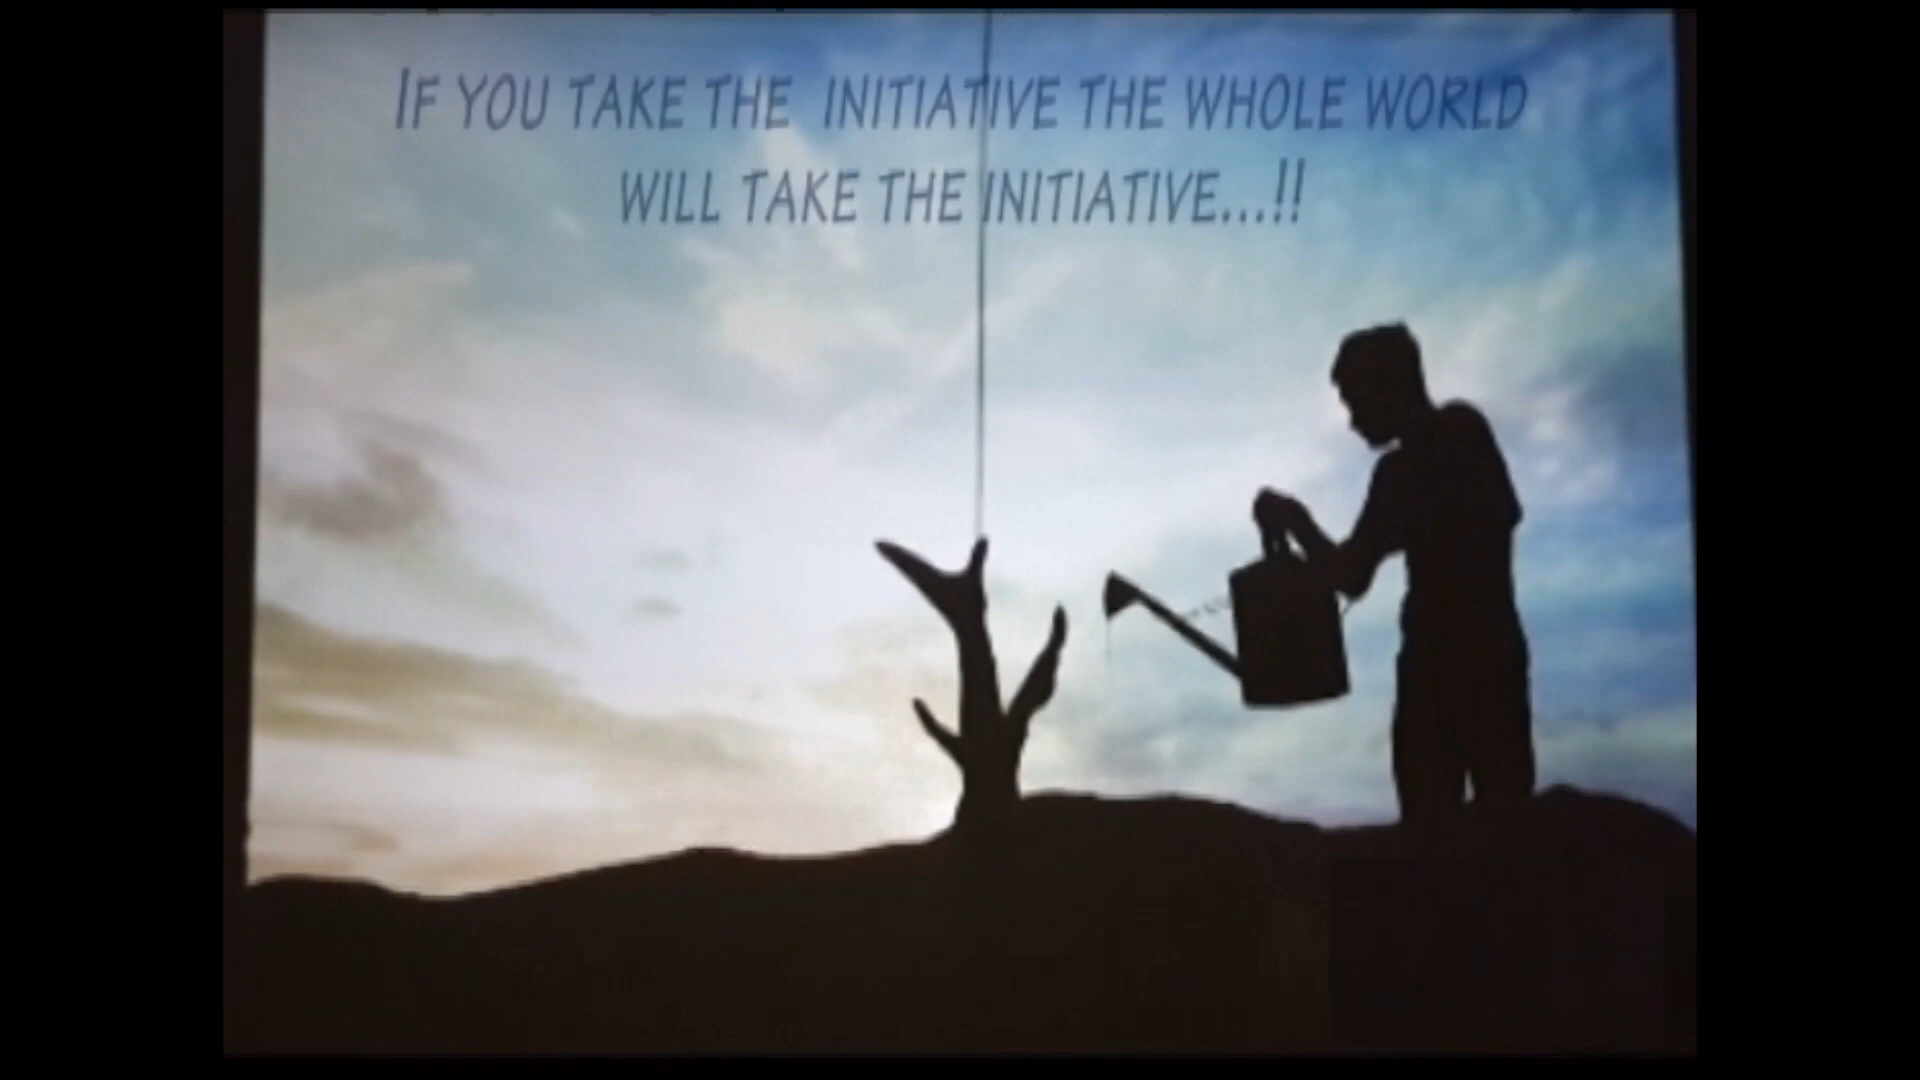 IF YOU TAKE THE INITIATIVE THE WHOLE WORLD
WILL TAKE THE INITIATIVE...!!